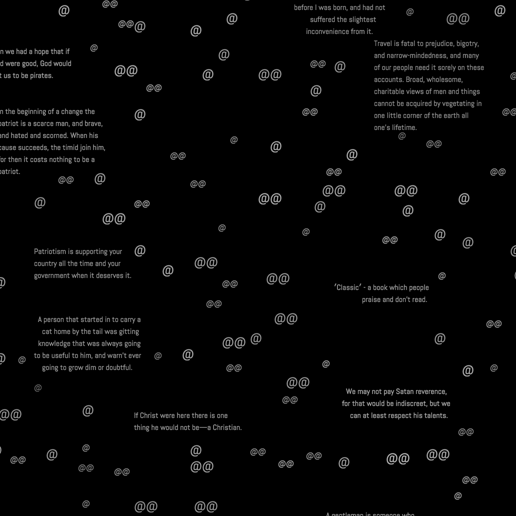 before I was born, and had not
suffered the slightest
inconvenience from it.
Travel is fatal to prejudice, bigotry,
and narrow-mindedness, and many
of our people need it sorely on these
accounts. Broad, wholesome,
charitable views of men and things
cannot be acquired by vegetating in
one little corner of the earth all
one's lifetime.
n we had a hope that if
d were good, God would
t us to be pirates.
n the beginning of a change the
patriot is a scarce man, and brave,
and hated and scorned. When his
cause succeeds, the timid join him,
for then it costs nothing to be a
patriot.
Patriotism is supporting your
country all the time and your
government when it deserves it.
′Classic′ - a book which people
praise and don't read.
A person that started in to carry a
cat home by the tail was gitting
knowledge that was always going
to be useful to him, and warn't ever
going to grow dim or doubtful.
We may not pay Satan reverence,
for that would be indiscreet, but we
can at least respect his talents.
If Christ were here there is one
thing he would not be—a Christian.
A gentleman is someone who